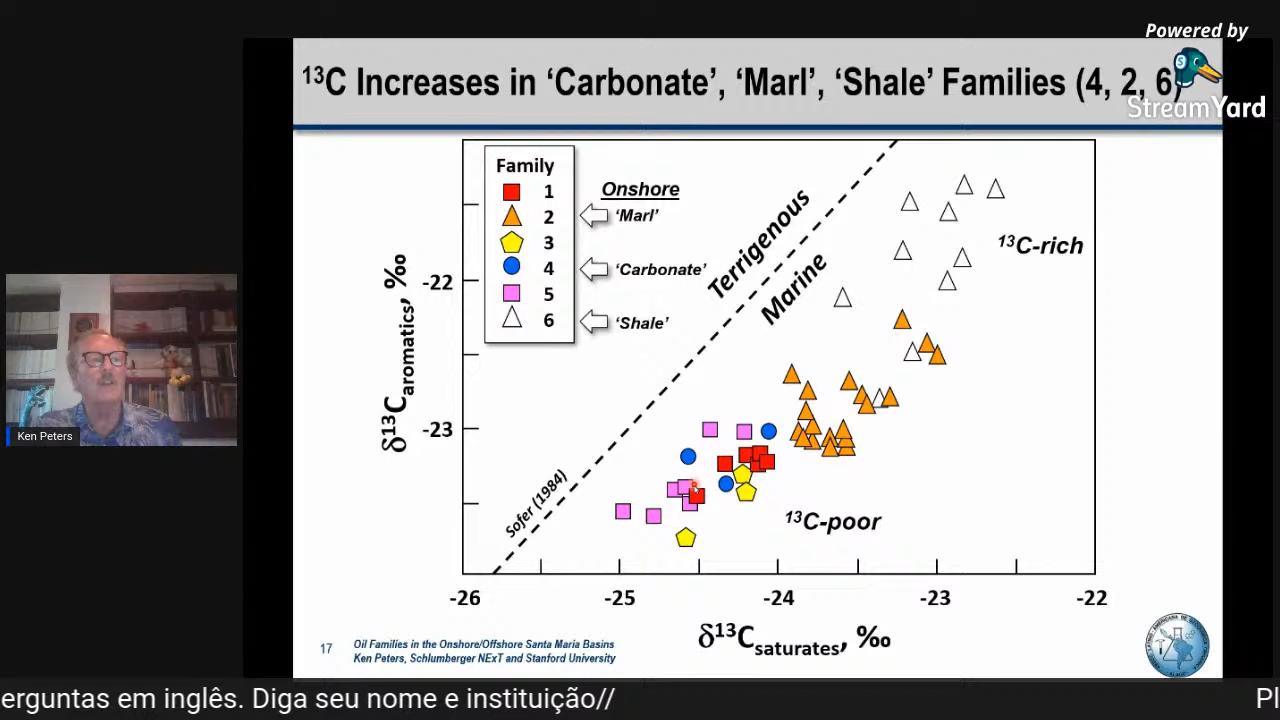 Powered by
StreamYard
¹³C Increases in ‘Carbonate’, ‘Marl’, ‘Shale’ Families (4, 2, 6)
Family
1
2
3
4
5
6
Onshore
‘Marl’
‘Carbonate’
‘Shale’
Terrigenous
Marine
¹³C-rich
¹³C-poor
Sofer (1984)
δ¹³Caromatics, ‰
-22
-23
-26
-25
-24
-23
-22
δ¹³Csaturates, ‰
17
Oil Families in the Onshore/Offshore Santa Maria Basins
Ken Peters, Schlumberger NExT and Stanford University
Ken Peters
erguntas em inglês. Diga seu nome e instituição//
Pl